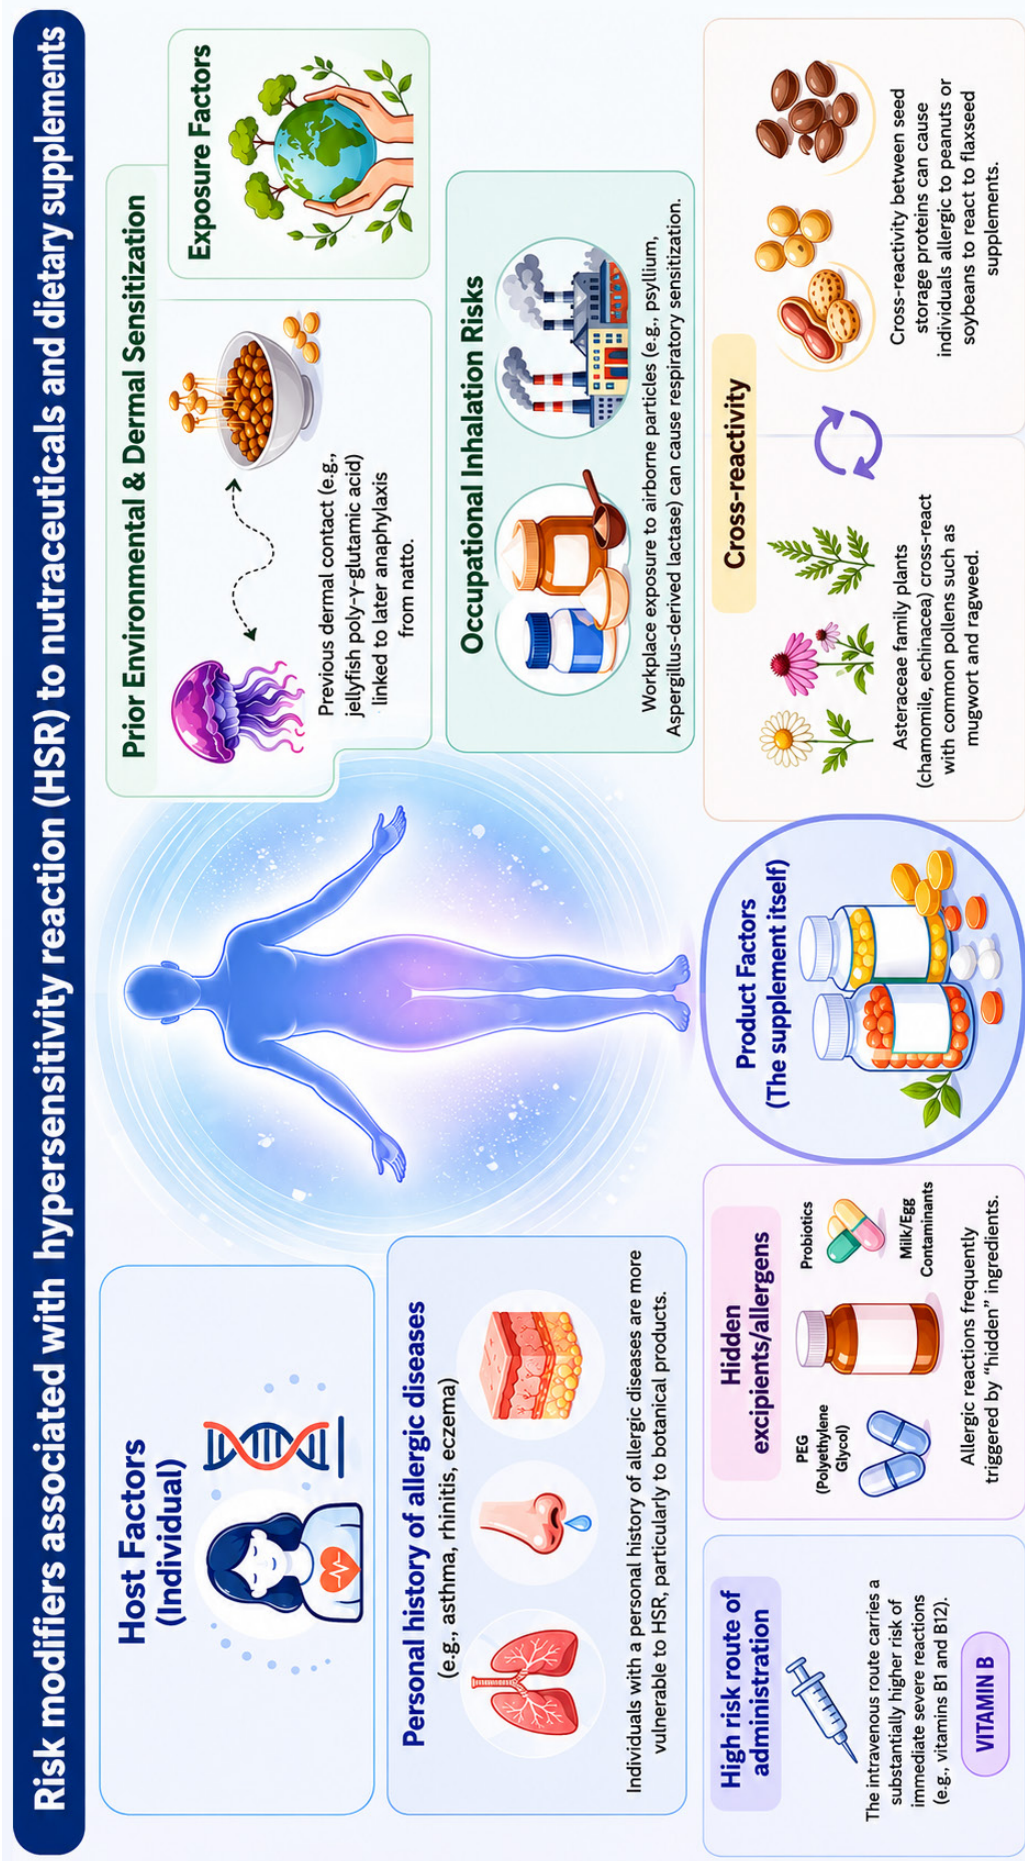 Risk modifiers associated with hypersensitivity reaction (HSR) to nutraceuticals and dietary supplements
Host Factors
(Individual)
Personal history of allergic diseases
(e.g., asthma, rhinitis, eczema)
Individuals with a personal history of allergic diseases are more
vulnerable to HSR, particularly to botanical products.
Prior Environmental & Dermal Sensitization
Previous dermal contact (e.g.,
jellyfish poly-γ-glutamic acid)
linked to later anaphylaxis
from natto.
Exposure Factors
Occupational Inhalation Risks
Workplace exposure to airborne particles (e.g., psyllium,
Aspergillus-derived lactase) can cause respiratory sensitization.
High risk route of
administration
The intravenous route carries a
substantially higher risk of
immediate severe reactions
(e.g., vitamins B1 and B12).
VITAMIN B
Hidden
excipients/allergens
PEG
(Polyethylene
Glycol)
Probiotics
Milk/Egg
Contaminants
Allergic reactions frequently
triggered by “hidden” ingredients.
Product Factors
(The supplement itself)
Cross-reactivity
Asteraceae family plants
(chamomile, echinacea) cross-react
with common pollens such as
mugwort and ragweed.
Cross-reactivity between seed
storage proteins can cause
individuals allergic to peanuts or
soybeans to react to flaxseed
supplements.